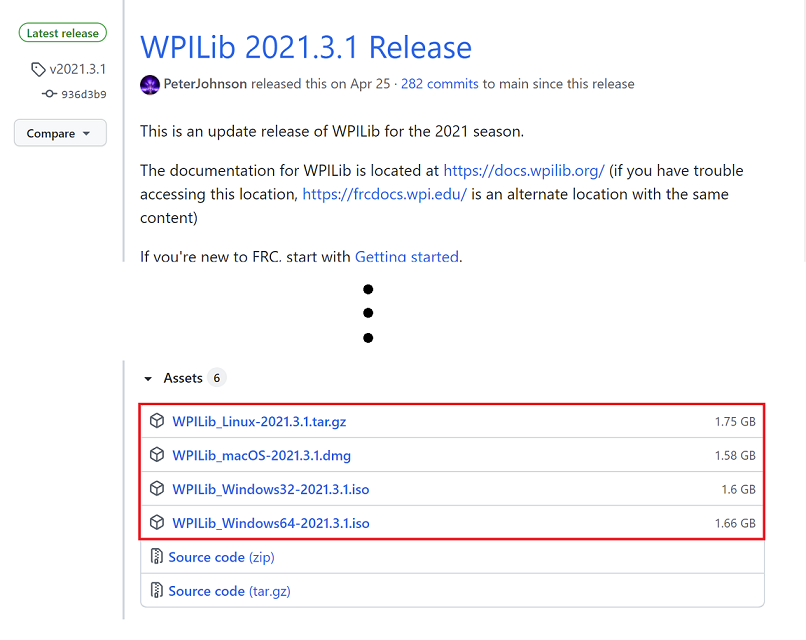 Latest release
v2021.3.1
936d3b9
Compare
WPILib 2021.3.1 Release
PeterJohnson released this on Apr 25 · 282 commits to main since this release
This is an update release of WPILib for the 2021 season.
The documentation for WPILib is located at https://docs.wpilib.org/ (if you have trouble
accessing this location, https://frcdocs.wpi.edu/ is an alternate location with the same
content)
If you're new to FRC, start with Getting started.
Assets 6
WPILib_Linux-2021.3.1.tar.gz 1.75 GB
WPILib_macOS-2021.3.1.dmg 1.58 GB
WPILib_Windows32-2021.3.1.iso 1.6 GB
WPILib_Windows64-2021.3.1.iso 1.66 GB
Source code (zip)
Source code (tar.gz)